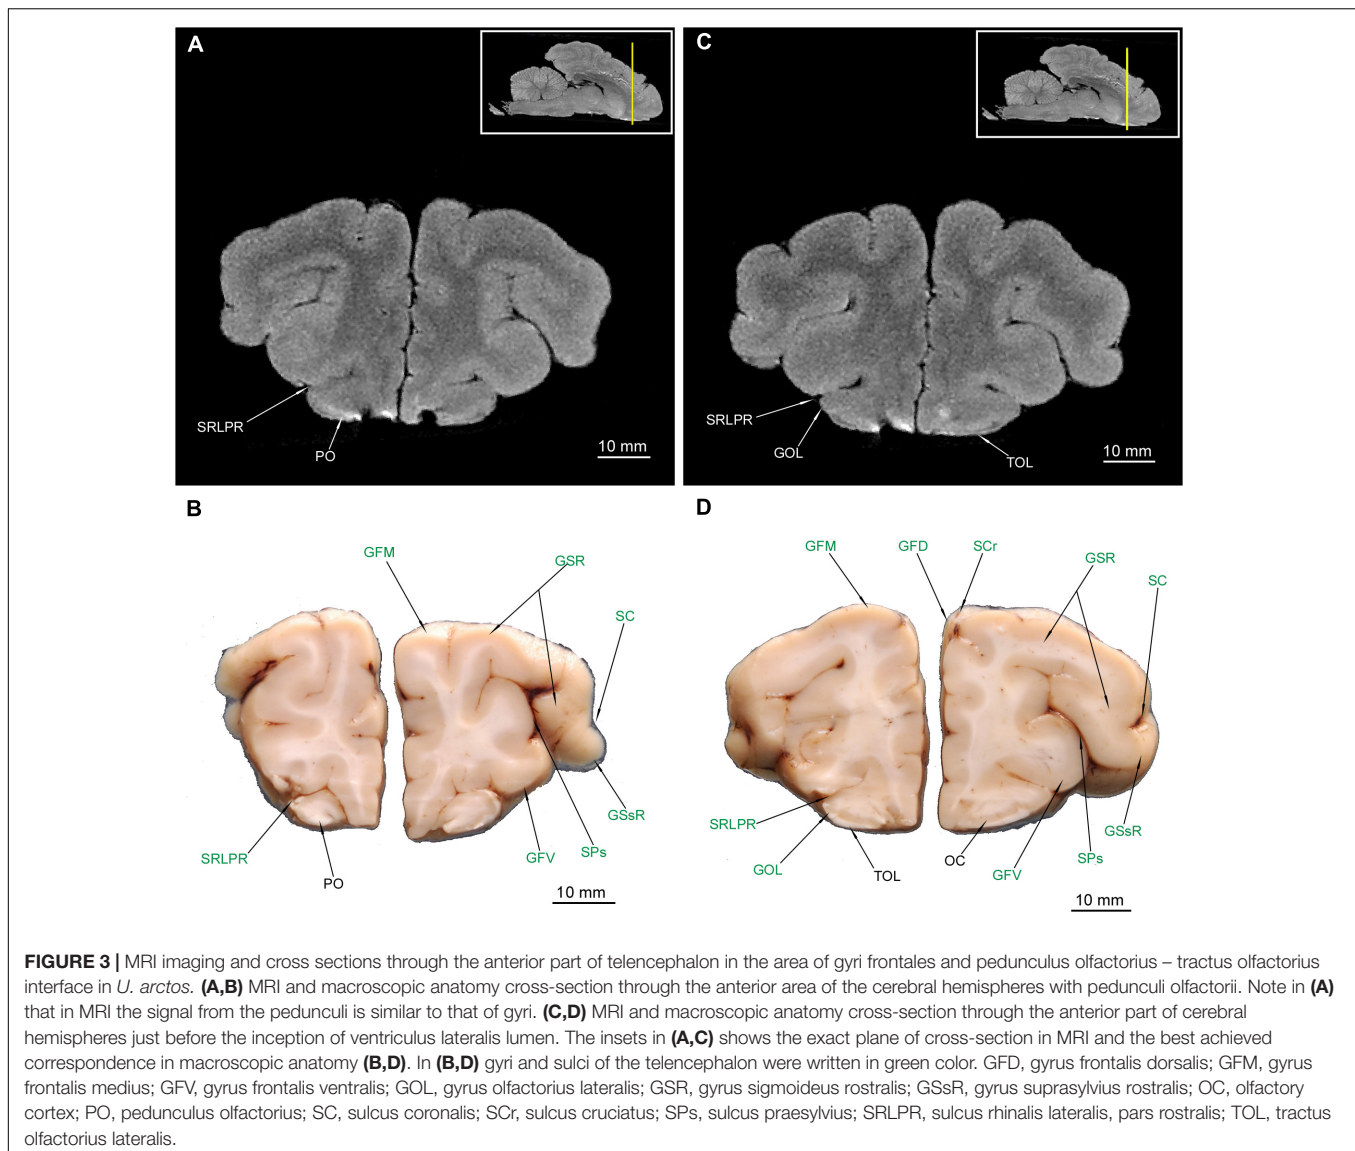 A
SRLPR
PO
10 mm
C
SRLPR
GOL
TOL
10 mm
B
GFM
GSR
SC
GSsR
SPs
GFV
SRLPR
PO
10 mm
D
GFM
GFD
SCr
GSR
SC
GSsR
SPs
GFV
OC
TOL
GOL
SRLPR
10 mm
FIGURE 3 | MRI imaging and cross sections through the anterior part of telencephalon in the area of gyri frontales and pedunculus olfactorius – tractus olfactorius
interface in U. arctos. (A,B) MRI and macroscopic anatomy cross-section through the anterior area of the cerebral hemispheres with pedunculi olfactorii. Note in (A)
that in MRI the signal from the pedunculi is similar to that of gyri. (C,D) MRI and macroscopic anatomy cross-section through the anterior part of cerebral
hemispheres just before the inception of ventriculus lateralis lumen. The insets in (A,C) shows the exact plane of cross-section in MRI and the best achieved
correspondence in macroscopic anatomy (B,D). In (B,D) gyri and sulci of the telencephalon were written in green color. GFD, gyrus frontalis dorsalis; GFM, gyrus
frontalis medius; GFV, gyrus frontalis ventralis; GOL, gyrus olfactorius lateralis; GSR, gyrus sigmoideus rostralis; GSsR, gyrus suprasylvius rostralis; OC, olfactory
cortex; PO, pedunculus olfactorius; SC, sulcus coronalis; SCr, sulcus cruciatus; SPs, sulcus praesylvius; SRLPR, sulcus rhinalis lateralis, pars rostralis; TOL, tractus
olfactorius lateralis.